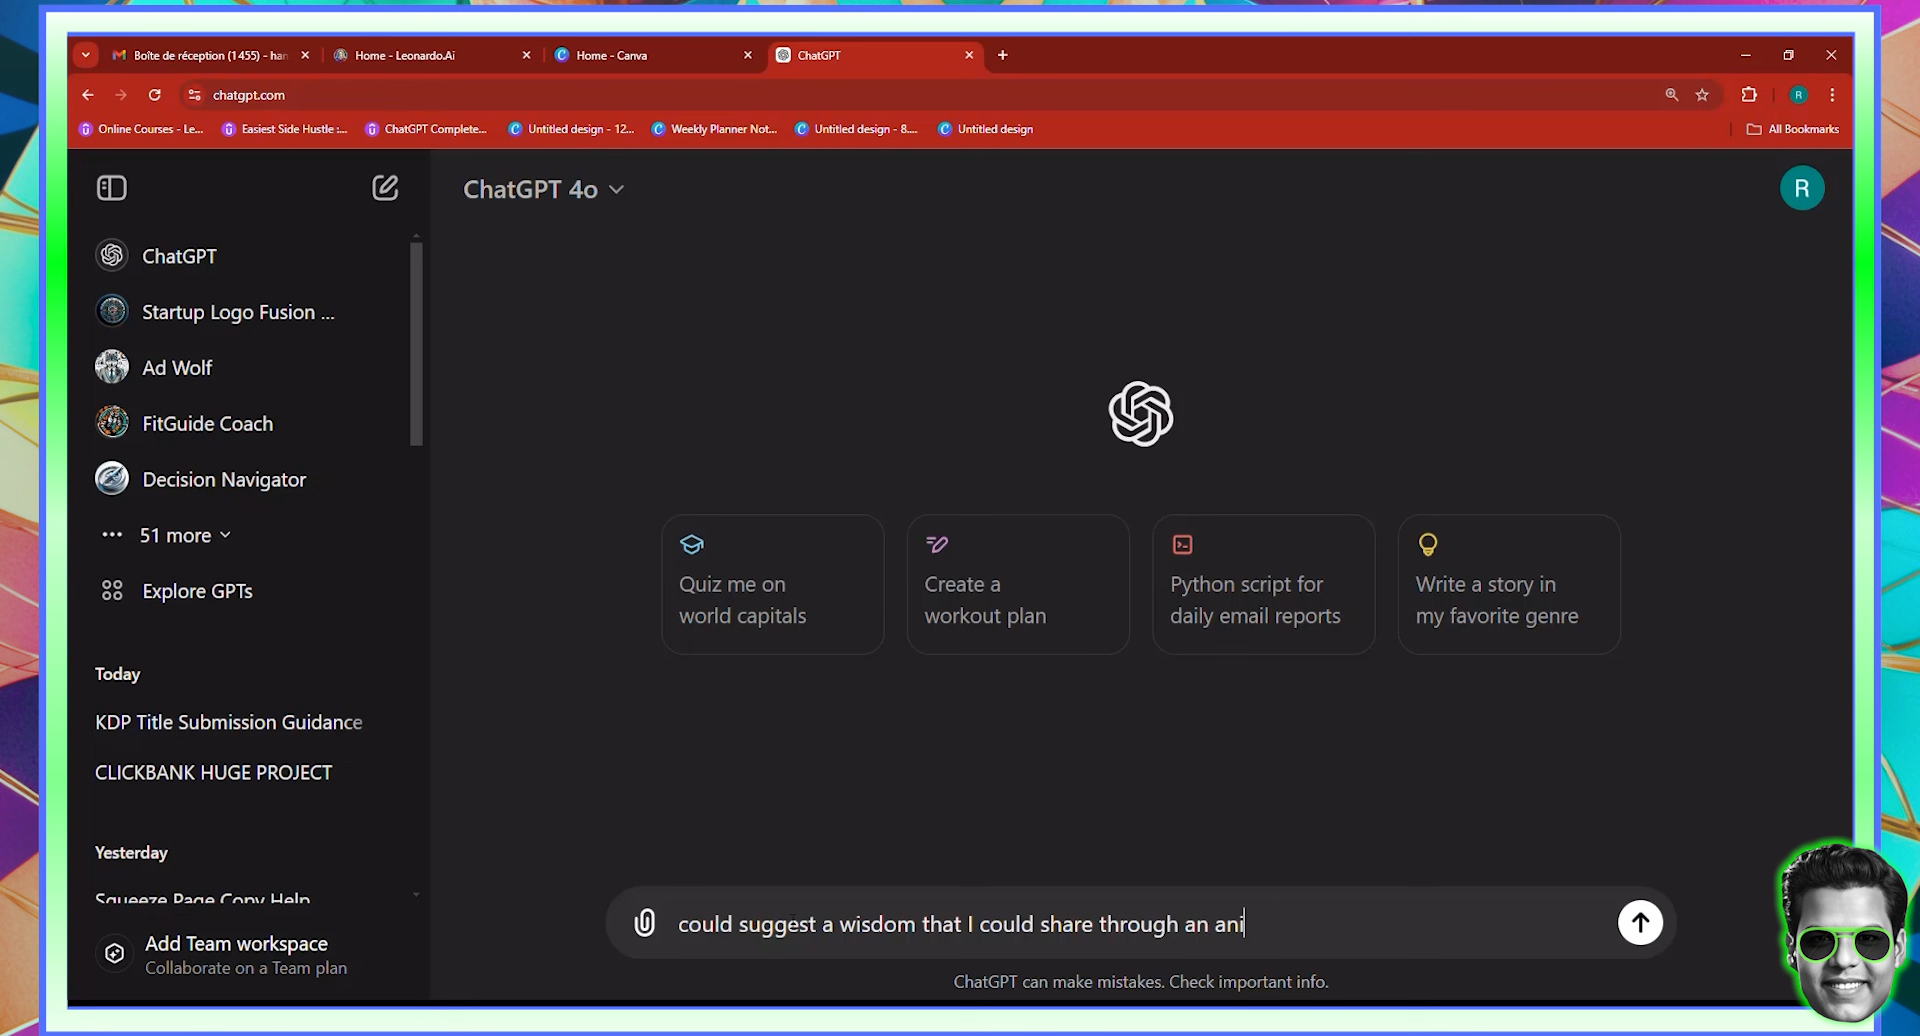 Boîte de réception (1 455) - han
Home - Leonardo.Ai
Home - Canva
ChatGPT
chatgpt.com
R
Online Courses - Le...
Easiest Side Hustle :...
ChatGPT Complete...
Untitled design - 12...
Weekly Planner Not...
Untitled design - 8....
Untitled design
All Bookmarks
ChatGPT 4o
R
ChatGPT
Startup Logo Fusion ...
Ad Wolf
FitGuide Coach
Decision Navigator
51 more
Explore GPTs
Today
KDP Title Submission Guidance
CLICKBANK HUGE PROJECT
Yesterday
Squeeze Page Copy Help
Add Team workspace
Collaborate on a Team plan
Quiz me on
world capitals
Create a
workout plan
Python script for
daily email reports
Write a story in
my favorite genre
could suggest a wisdom that I could share through an ani
ChatGPT can make mistakes. Check important info.